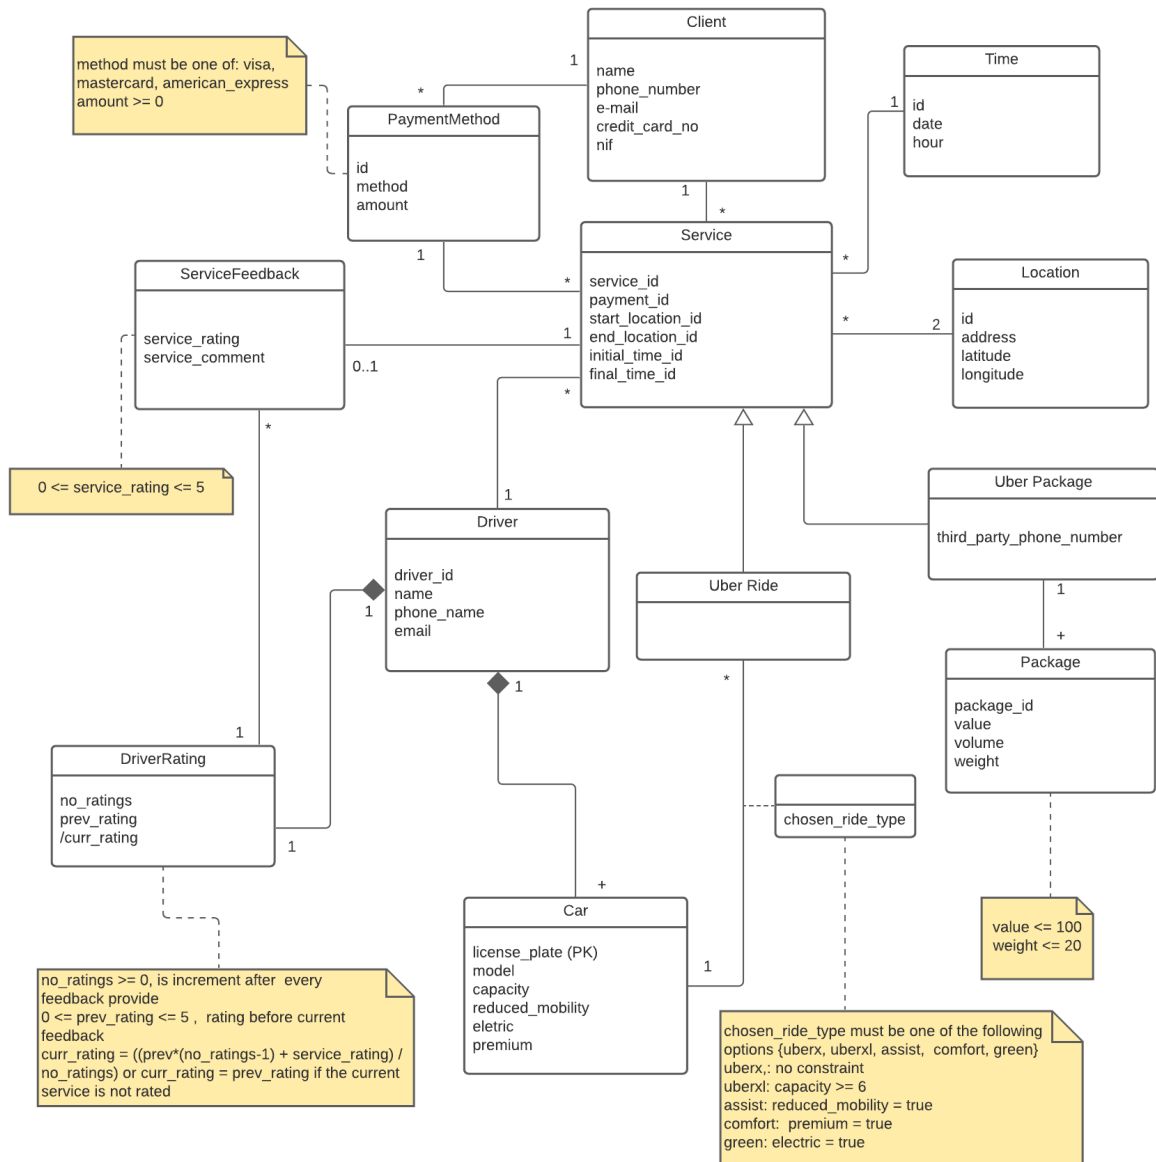 Client
name
phone_number
e-mail
credit_card_no
nif
method must be one of: visa,
mastercard, american_express
amount >= 0
Time
id
date
hour
1
*
1
PaymentMethod
id
method
amount
1
*
1
*
*
Service
service_id
payment_id
start_location_id
end_location_id
initial_time_id
final_time_id
1
*
ServiceFeedback
service_rating
service_comment
0..1
1
*
2
Location
id
address
latitude
longitude
*
*
0 <= service_rating <= 5
1
Driver
driver_id
name
phone_name
email
1
1
Uber Package
third_party_phone_number
1
+
Uber Ride
*
Package
package_id
value
volume
weight
1
DriverRating
no_ratings
prev_rating
/curr_rating
1
chosen_ride_type
+
Car
license_plate (PK)
model
capacity
reduced_mobility
eletric
premium
1
value <= 100
weight <= 20
no_ratings >= 0, is increment after  every
feedback provide
0 <= prev_rating <= 5 ,  rating before current
feedback
curr_rating = ((prev*(no_ratings-1) + service_rating) /
no_ratings) or curr_rating = prev_rating if the current
service is not rated
chosen_ride_type must be one of the following
options {uberx, uberxl, assist,  comfort, green}
uberx,: no constraint
uberxl: capacity >= 6
assist: reduced_mobility = true
comfort:  premium = true
green: electric = true